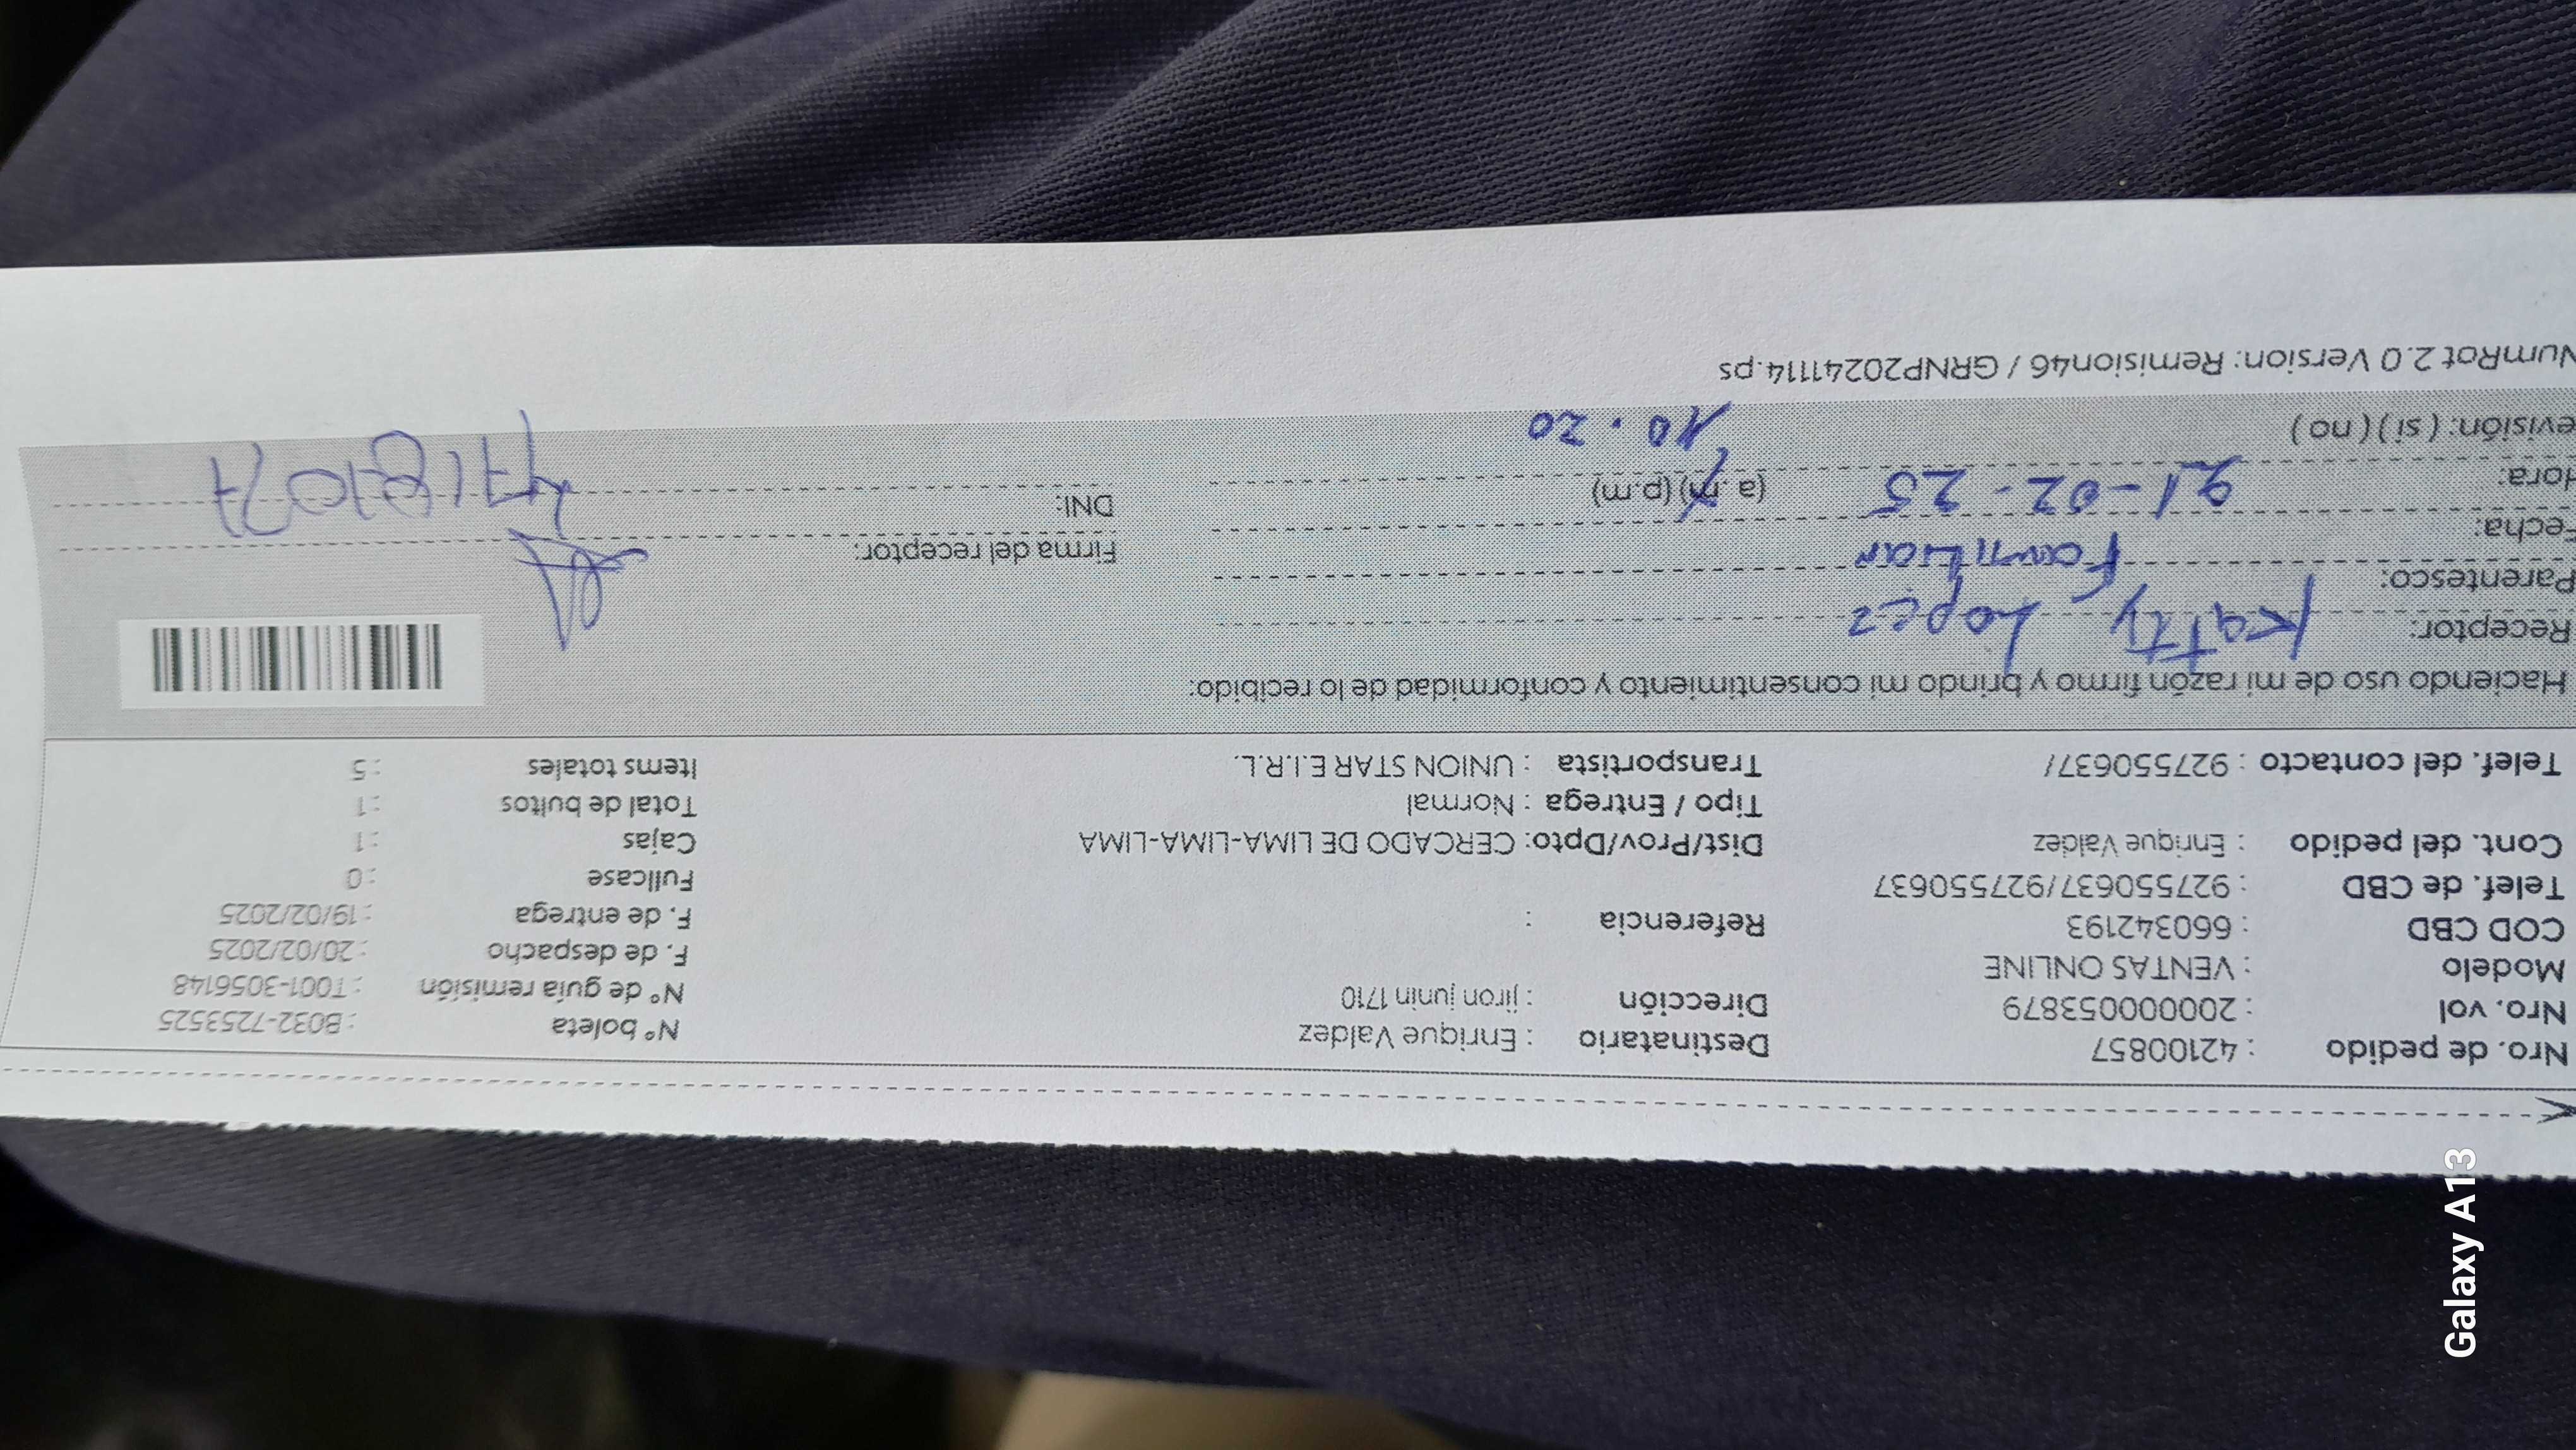 Nro. de pedido : 42100857 Destinatario : Enrique Valdez N° boleta : B032-7253525
Nro. vol : 20000053879 Dirección : jiron junin 1710 N° de guía remisión : T001-3056148
Modelo : VENTAS ONLINE F. de despacho : 20/02/2025
COD CBD : 660342193 Referencia : F. de entrega : 19/02/2025
Telef. de CBD : 927550637/927550637 Fullcase : 0
Cont. del pedido : Enrique Valdez Dist/Prov/Dpto: CERCADO DE LIMA-LIMA-LIMA Cajas : 1
Tipo / Entrega : Normal Total de bultos : 1
Telef. del contacto : 927550637/ Transportista : UNION STAR E.I.R.L. Items totales : 5
Haciendo uso de mi razón firmo y brindo mi consentimiento y conformidad de lo recibido:
Receptor: Katty Lopez
Parentesco: Familiar Firma del receptor:
Fecha: 21-02-25 DNI:
Hora: (a.m) (p.m) 10.20
evisión: ( si ) ( no )
NumRot 2.0 Version: Remision46 / GRNP20241114.ps
Galaxy A13